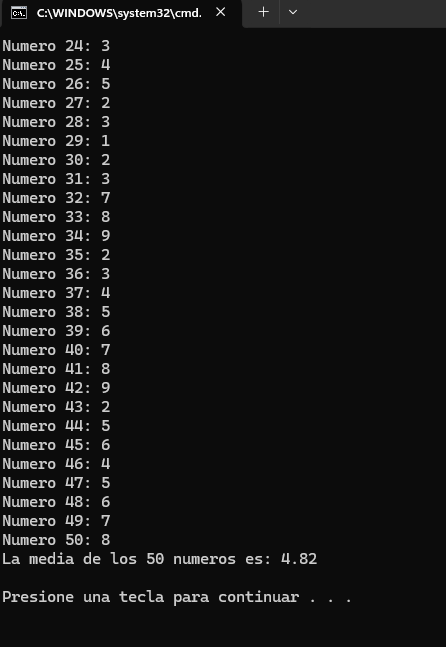 C:\WINDOWS\system32\cmd.
Numero 24: 3
Numero 25: 4
Numero 26: 5
Numero 27: 2
Numero 28: 3
Numero 29: 1
Numero 30: 2
Numero 31: 3
Numero 32: 7
Numero 33: 8
Numero 34: 9
Numero 35: 2
Numero 36: 3
Numero 37: 4
Numero 38: 5
Numero 39: 6
Numero 40: 7
Numero 41: 8
Numero 42: 9
Numero 43: 2
Numero 44: 5
Numero 45: 6
Numero 46: 4
Numero 47: 5
Numero 48: 6
Numero 49: 7
Numero 50: 8
La media de los 50 numeros es: 4.82
Presione una tecla para continuar . . .